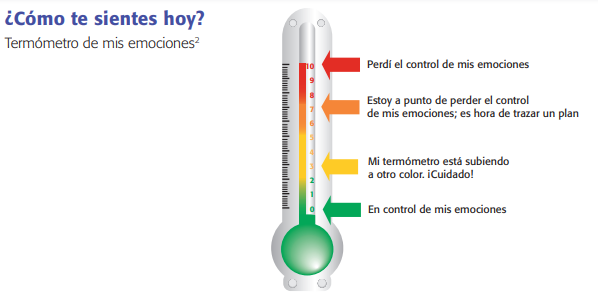 ¿Cómo te sientes hoy?
Termómetro de mis emociones²
10
Perdí el control de mis emociones
9
8
Estoy a punto de perder el control
de mis emociones; es hora de trazar un plan
7
6
5
4
Mi termómetro está subiendo
a otro color. ¡Cuidado!
3
2
1
0
En control de mis emociones